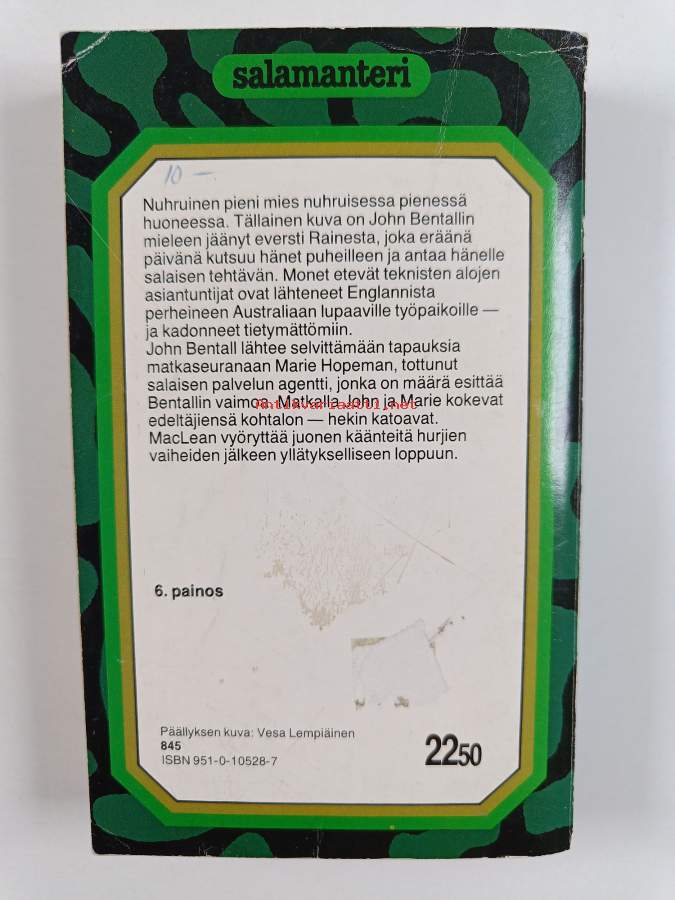 salamanteri
10 —
Nuhruinen pieni mies nuhruisessa pienessä
huoneessa. Tällainen kuva on John Bentallin
mieleen jäänyt eversti Rainesta, joka eräänä
päivänä kutsuu hänet puheilleen ja antaa hänelle
salaisen tehtävän. Monet etevät teknisten alojen
asiantuntijat ovat lähteneet Englannista
perheineen Australiaan lupaaville työpaikoille —
ja kadonneet tietymättömiin.
John Bentall lähtee selvittämään tapauksia
matkaseuranaan Marie Hopeman, tottunut
salaisen palvelun agentti, jonka on määrä esittää
Bentallin vaimoa. Matkalla John ja Marie kokevat
Antikvariaatti.net
edeltäjiensä kohtalon — hekin katoavat.
MacLean vyöryttää juonen käänteitä hurjien
vaiheiden jälkeen yllätykselliseen loppuun.
6. painos
Päällyksen kuva: Vesa Lempiäinen
845
ISBN 951-0-10528-7
2250